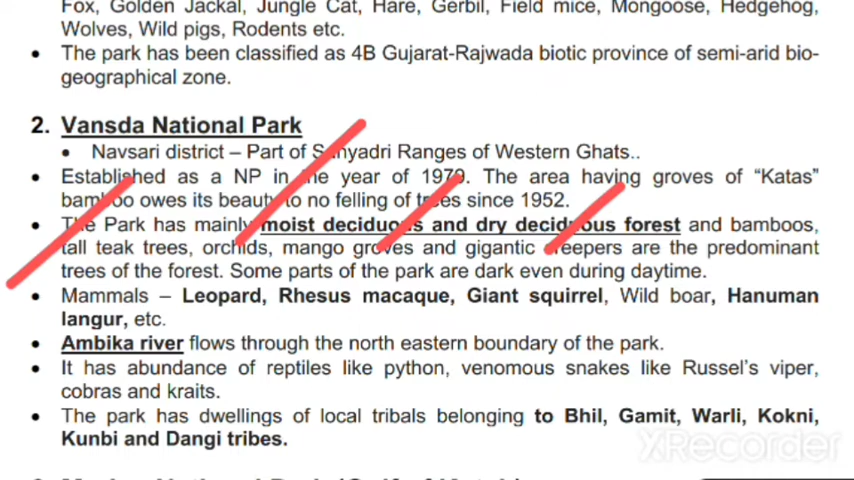 Fox, Golden Jackal, Jungle Cat, Hare, Gerbil, Field mice, Mongoose, Hedgehog,
Wolves, Wild pigs, Rodents etc.
• The park has been classified as 4B Gujarat-Rajwada biotic province of semi-arid bio-
geographical zone.
2. Vansda National Park
• Navsari district – Part of Sahyadri Ranges of Western Ghats..
• Established as a NP in the year of 1979. The area having groves of “Katas”
bamboo owes its beauty to no felling of trees since 1952.
• The Park has mainly moist deciduous and dry deciduous forest and bamboos,
tall teak trees, orchids, mango groves and gigantic creepers are the predominant
trees of the forest. Some parts of the park are dark even during daytime.
• Mammals – Leopard, Rhesus macaque, Giant squirrel, Wild boar, Hanuman
langur, etc.
• Ambika river flows through the north eastern boundary of the park.
• It has abundance of reptiles like python, venomous snakes like Russel’s viper,
cobras and kraits.
• The park has dwellings of local tribals belonging to Bhil, Gamit, Warli, Kokni,
Kunbi and Dangi tribes.
XRecorder